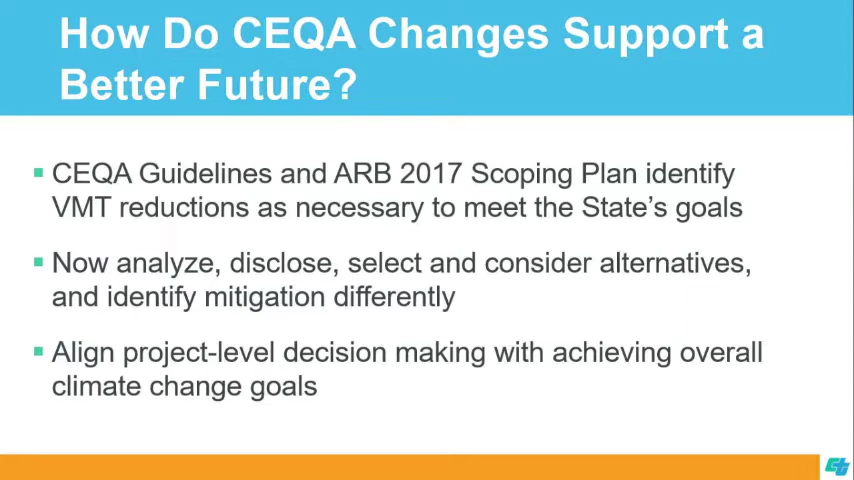 How Do CEQA Changes Support a
Better Future?
CEQA Guidelines and ARB 2017 Scoping Plan identify
VMT reductions as necessary to meet the State's goals
Now analyze, disclose, select and consider alternatives,
and identify mitigation differently
Align project-level decision making with achieving overall
climate change goals